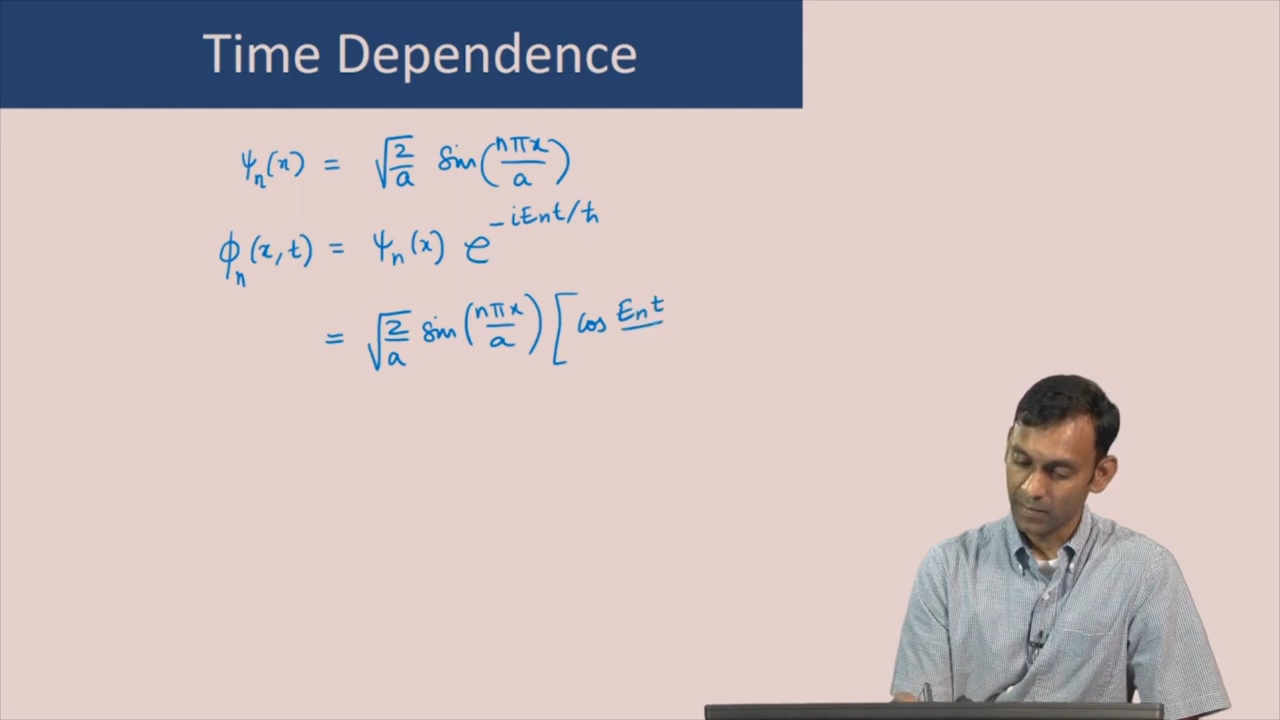 Time Dependence
ψₙ(x) = √(2/a) sin(nπx/a)
ϕₙ(x,t) = ψₙ(x) e^(-iEₙt/ħ)
= √(2/a) sin(nπx/a) [cos Eₙt